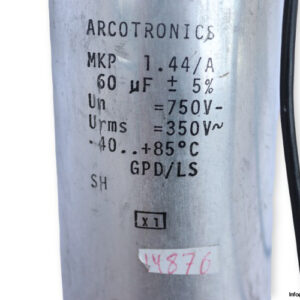 ARCOTRONICS
MKP 1.44/A
60 µF ± 5%
Un =750V-
Urms =350V~
-40..+85°C
GPD/LS
SH
X1
14876